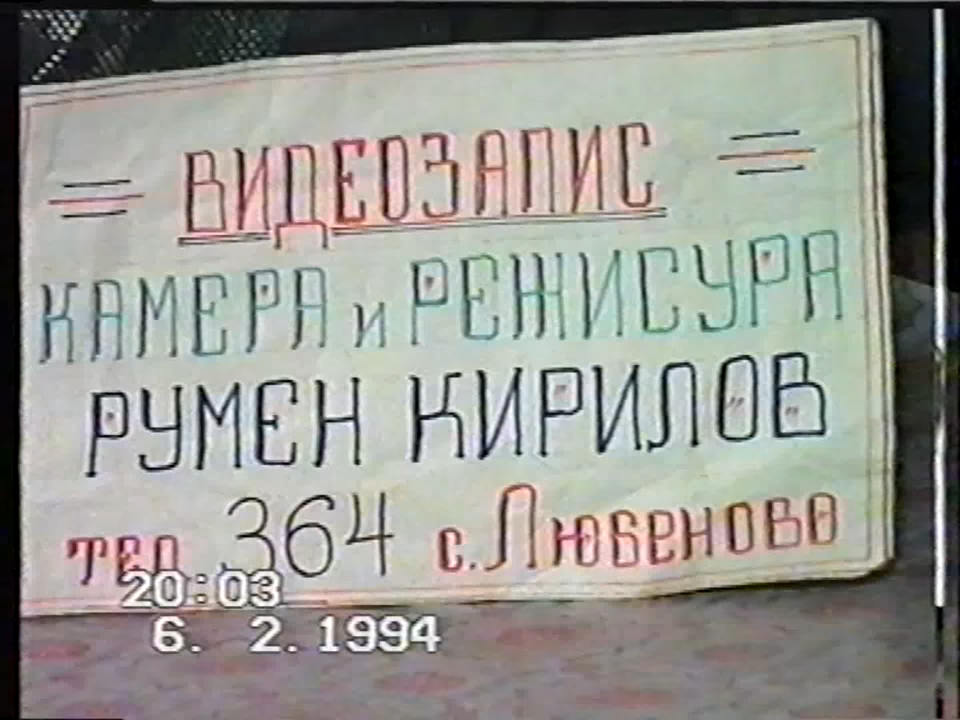 = ВИДЕОЗАПИС =
КАМЕРА и РЕЖИСУРА
РУМЕН КИРИЛОВ
тел 364 с. Любеново
20:03
6. 2. 1994